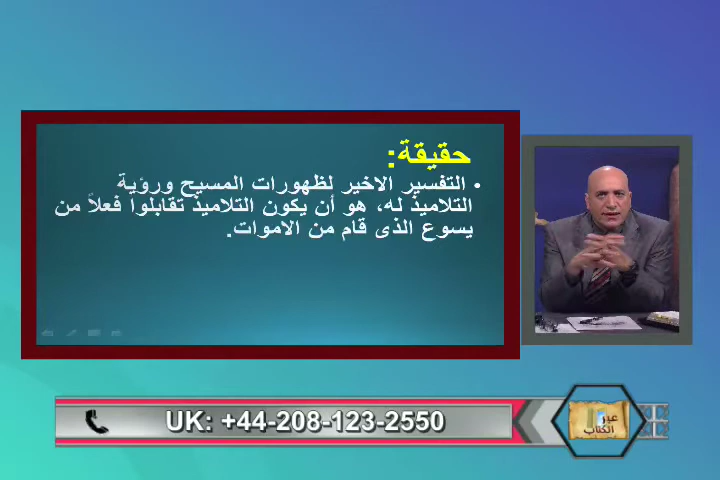 حقيقة:
• التفسير الاخير لظهورات المسيح ورؤية
التلاميذ له، هو أن يكون التلاميذ تقابلوا فعلاً من
يسوع الذى قام من الاموات.
UK: +44-208-123-2550
عبر
الكتاب